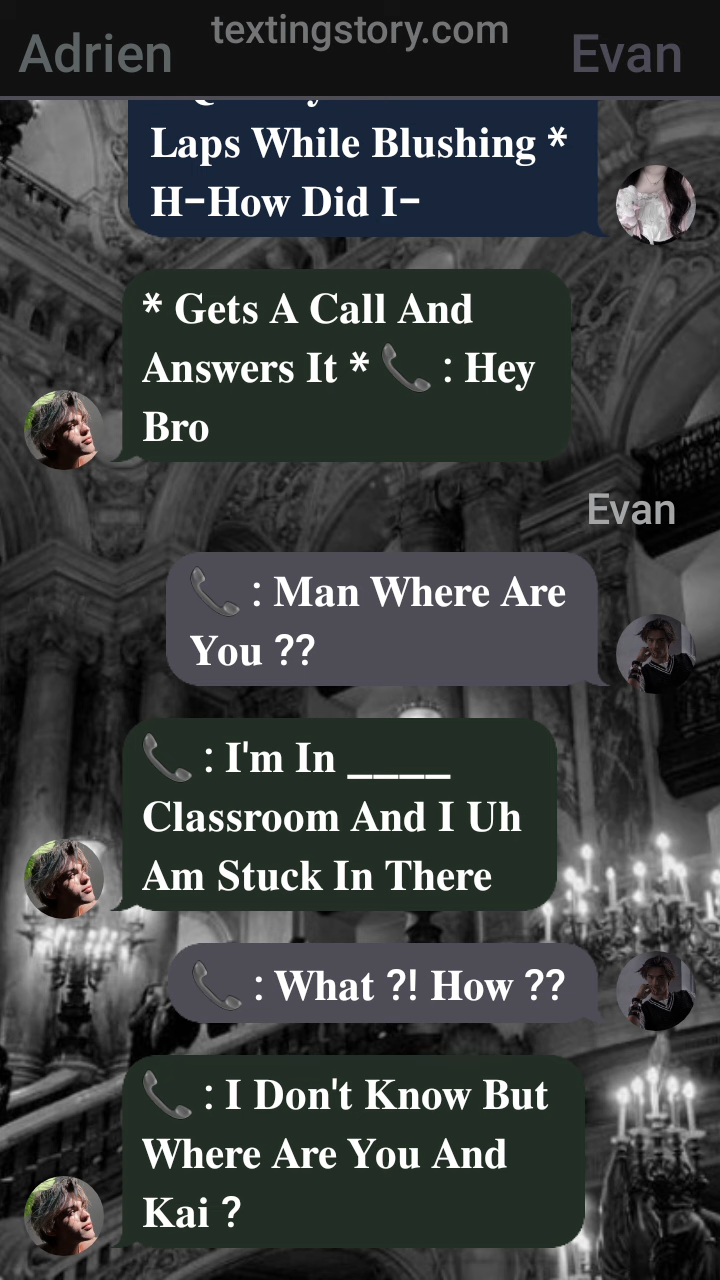 textingstory.com
Adrien
Evan
Laps While Blushing *
H-How Did I-
* Gets A Call And
Answers It * 📞 : Hey
Bro
Evan
📞 : Man Where Are
You ??
📞 : I'm In ____
Classroom And I Uh
Am Stuck In There
📞 : What ?! How ??
📞 : I Don't Know But
Where Are You And
Kai ?